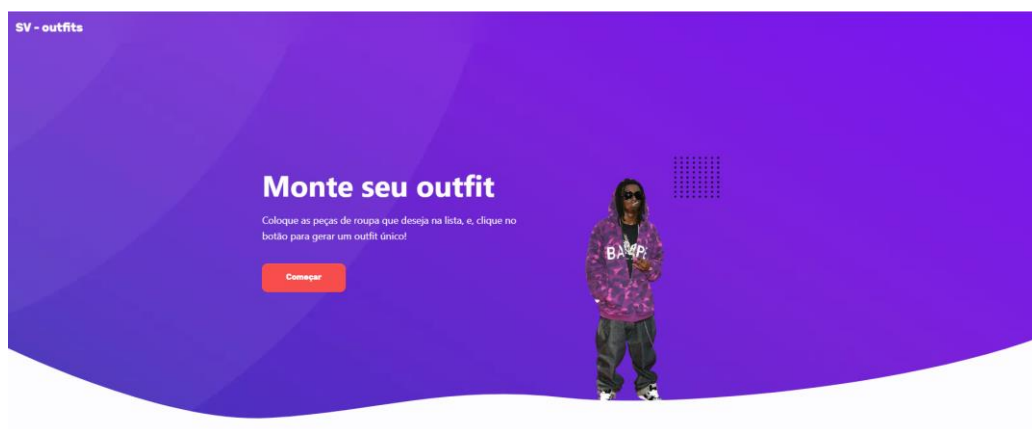 SV - outfits
Monte seu outfit
Coloque as peças de roupa que deseja na lista, e, clique no
botão para gerar um outfit único!
Começar